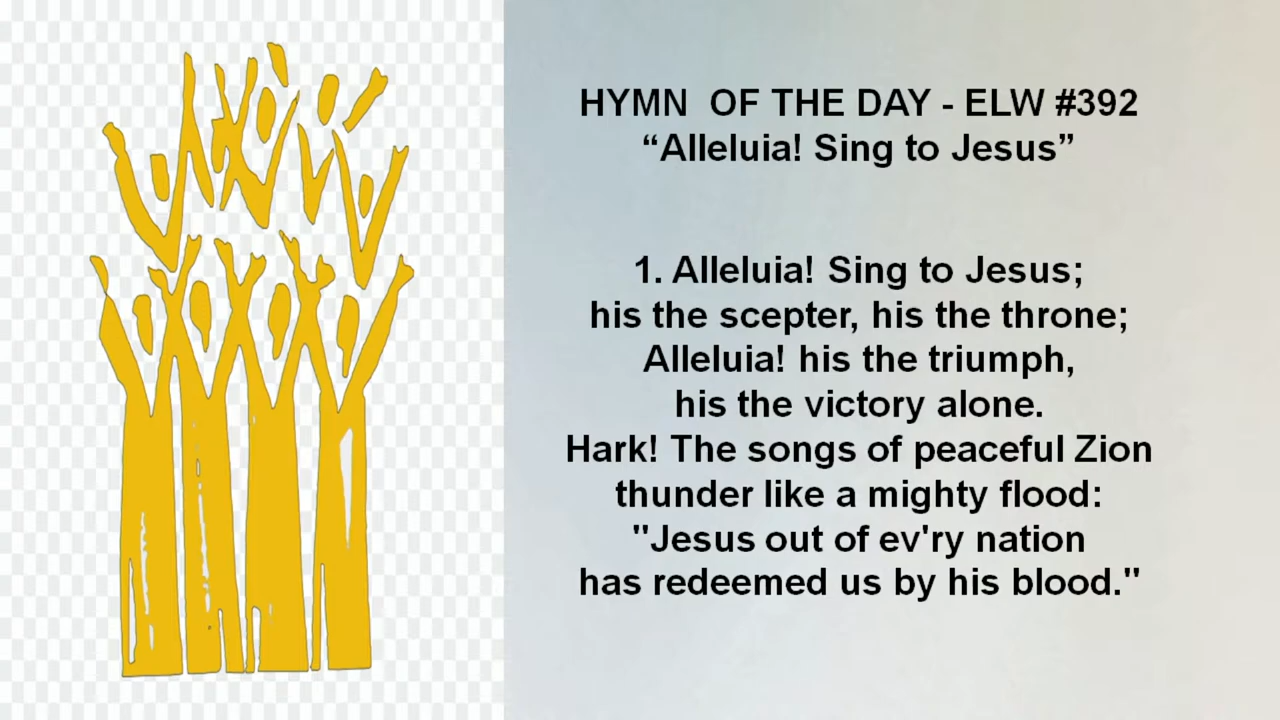 HYMN  OF THE DAY - ELW #392
“Alleluia! Sing to Jesus”
1. Alleluia! Sing to Jesus;
his the scepter, his the throne;
Alleluia! his the triumph,
his the victory alone.
Hark! The songs of peaceful Zion
thunder like a mighty flood:
"Jesus out of ev'ry nation
has redeemed us by his blood."